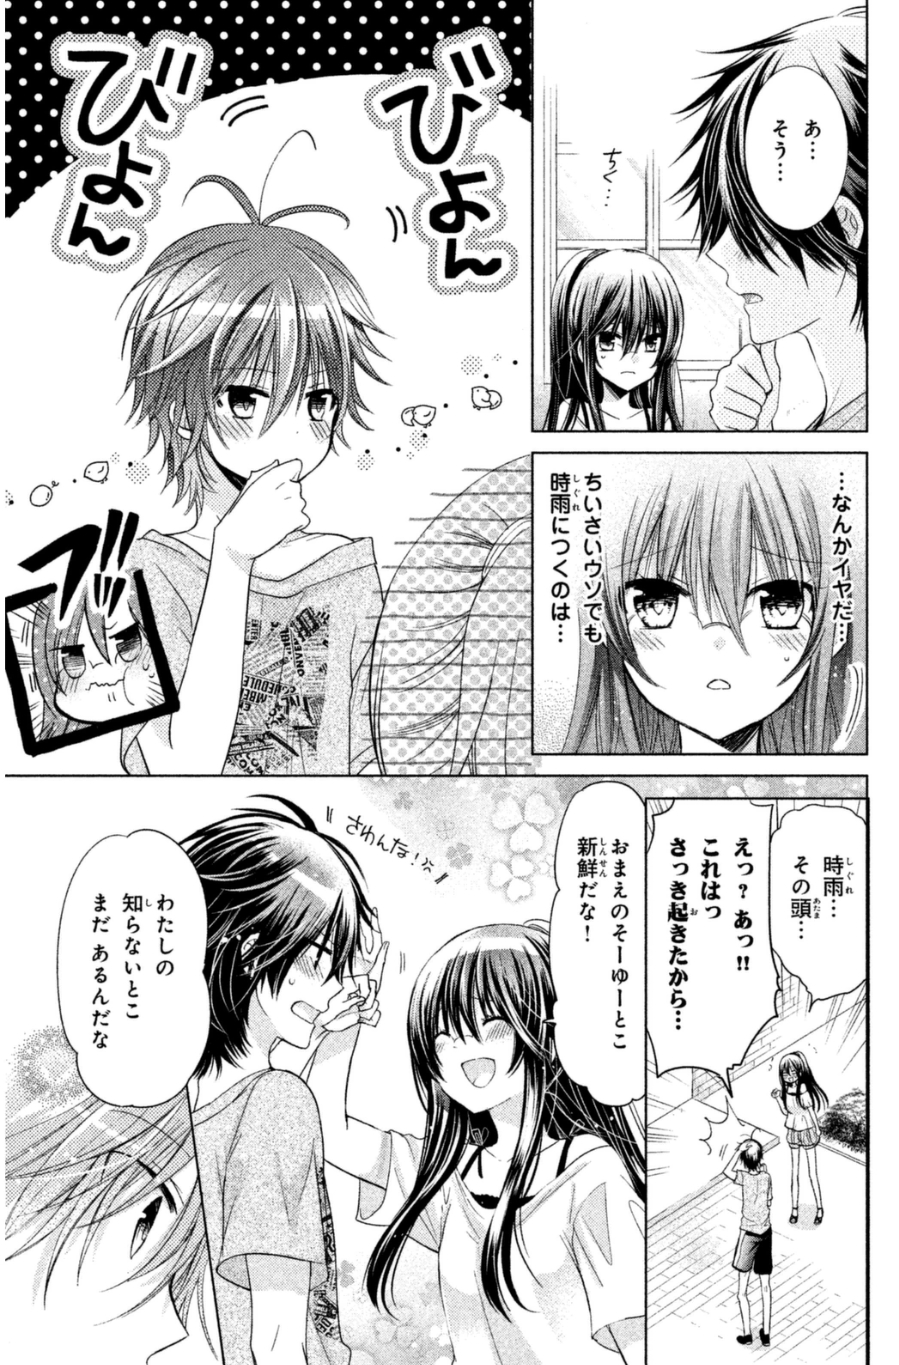 あ…
そう…
ちく…
…なんかイヤだ…
ちいさいウソでも
時雨につくのは…
びよん
びよん
ブッ!!
時雨…
その頭…
えっ？あっ!!
これはっ
さっき起きたから…
おまえのそーゆーとこ
新鮮だな！
さわんな!
わたしの
知らないとこ
まだ あるんだな